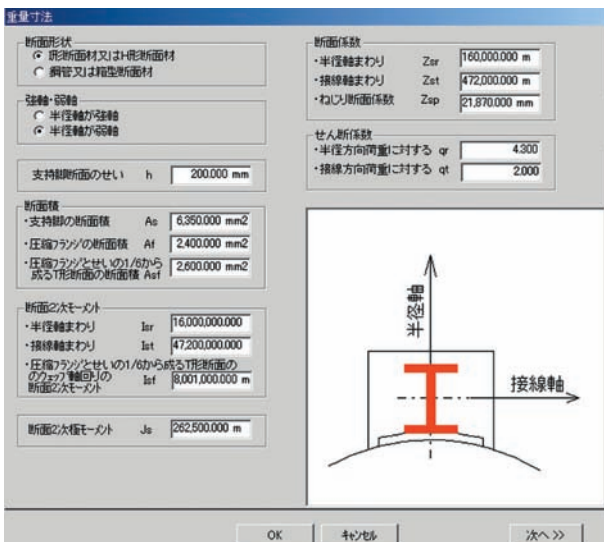 重量寸法
断面形状
I形断面材又はH形断面材
鋼管又は箱型断面材
強軸・弱軸
半径軸が強軸
半径軸が弱軸
支持脚断面のせい h 200.000 mm
断面積
・支持脚の断面積 As 6,350.000 mm2
・圧縮フランジの断面積 Af 2,400.000 mm2
・圧縮フランジとせいの1/6から
成るT形断面の断面積 Asf 2,600.000 mm2
断面2次モーメント
・半径軸まわり Isr 16,000,000.000
・接線軸まわり Ist 47,200,000.000
・圧縮フランジとせいの1/6から成るT形断面の
のウェッブ軸回りの Isf 8,001,000.000 m
断面2次モーメント
断面2次極モーメント Js 262,500.000 m
断面係数
・半径軸まわり Zsr 160,000.000 m
・接線軸まわり Zst 472,000.000 m
・ねじり断面係数 Zsp 21,870.000 mm
せん断係数
・半径方向荷重に対する qr 4.300
・接線方向荷重に対する qt 2.000
半径軸
接線軸
OK キャンセル 次へ >>